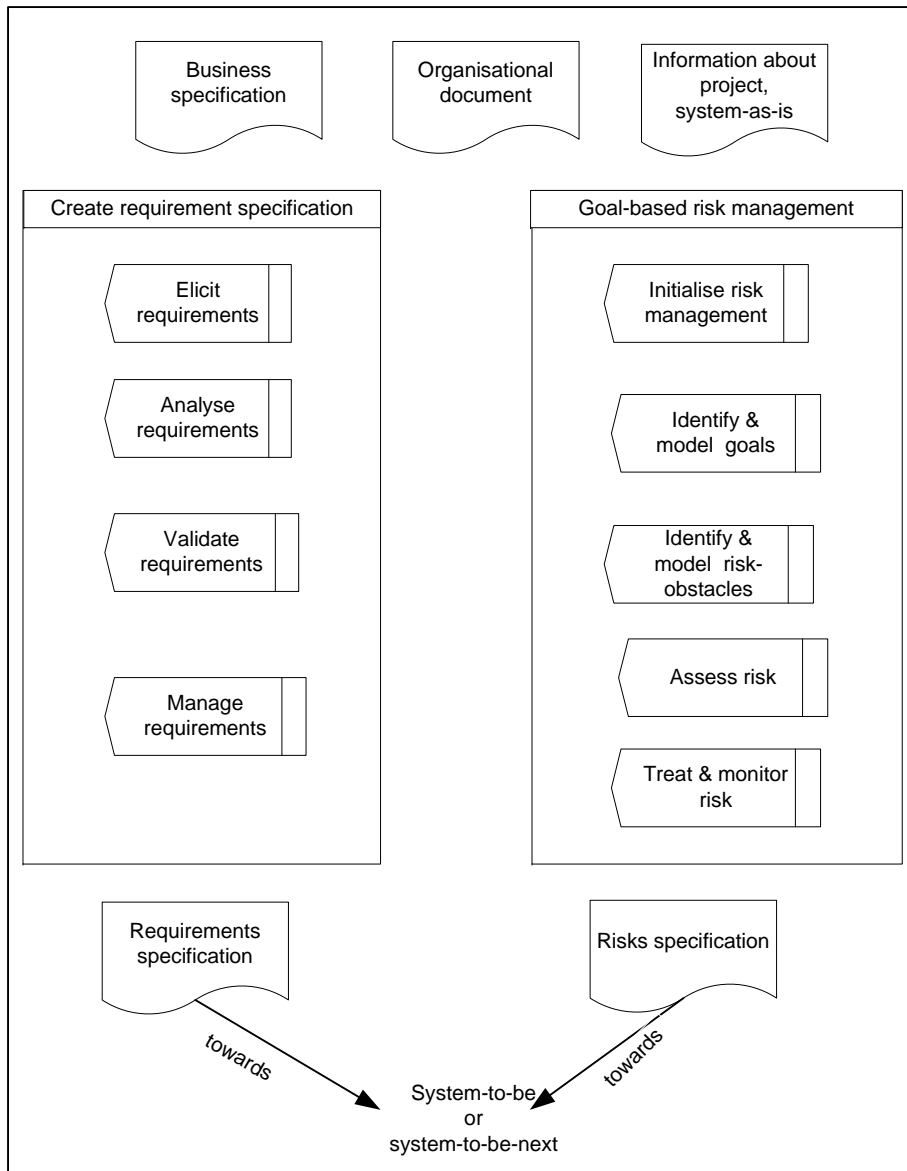 Business
specification
Organisational
document
Information about
project,
system-as-is
Create requirement specification
Elicit
requirements
Analyse
requirements
Validate
requirements
Manage
requirements
Goal-based risk management
Initialise risk
management
Identify &
model goals
Identify &
model risk-
obstacles
Assess risk
Treat & monitor
risk
Requirements
specification
Risks specification
towards
towards
System-to-be
or
system-to-be-next